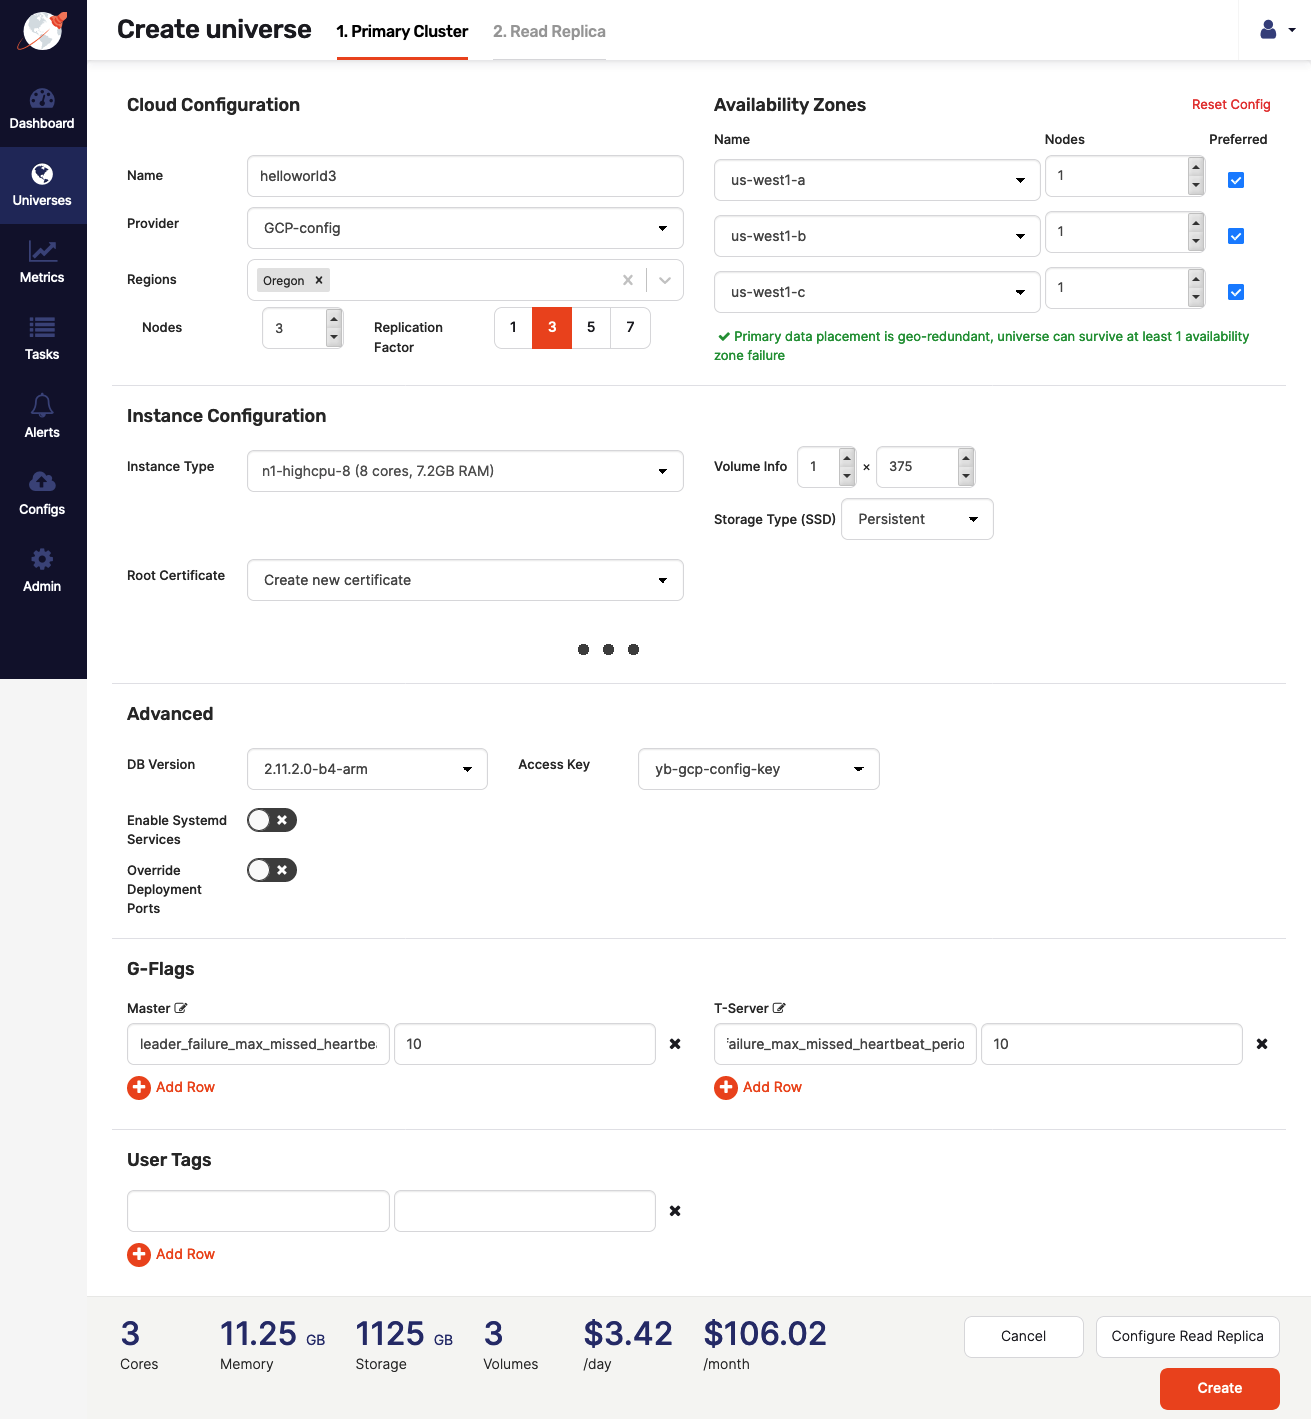 Create universe
1. Primary Cluster
2. Read Replica
Dashboard
Universes
Metrics
Tasks
Alerts
Configs
Admin
Cloud Configuration
Name
helloworld3
Provider
GCP-config
Regions
Oregon
Nodes
3
Replication
Factor
1 3 5 7
Availability Zones
Reset Config
Name Nodes Preferred
us-west1-a 1
us-west1-b 1
us-west1-c 1
Primary data placement is geo-redundant, universe can survive at least 1 availability
zone failure
Instance Configuration
Instance Type
n1-highcpu-8 (8 cores, 7.2GB RAM)
Volume Info 1 × 375
Storage Type (SSD) Persistent
Root Certificate
Create new certificate
Advanced
DB Version
2.11.2.0-b4-arm
Access Key
yb-gcp-config-key
Enable Systemd
Services
Override
Deployment
Ports
G-Flags
Master
leader_failure_max_missed_heartbea 10
Add Row
T-Server
failure_max_missed_heartbeat_perio 10
Add Row
User Tags
Add Row
3
Cores
11.25 GB
Memory
1125 GB
Storage
3
Volumes
$3.42
/day
$106.02
/month
Cancel
Configure Read Replica
Create